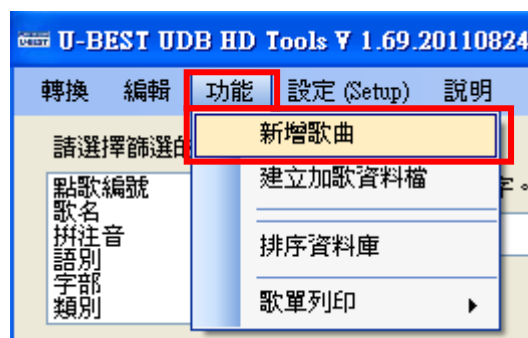 U-BEST U-BEST UDB HD Tools V 1.69.20110824
轉換 編輯 功能 設定 (Setup) 說明
新增歌曲
請選擇篩選的
建立加歌資料檔
字。
點歌編號
歌名
拼注音
語別
字部
類別
排序資料庫
歌單列印